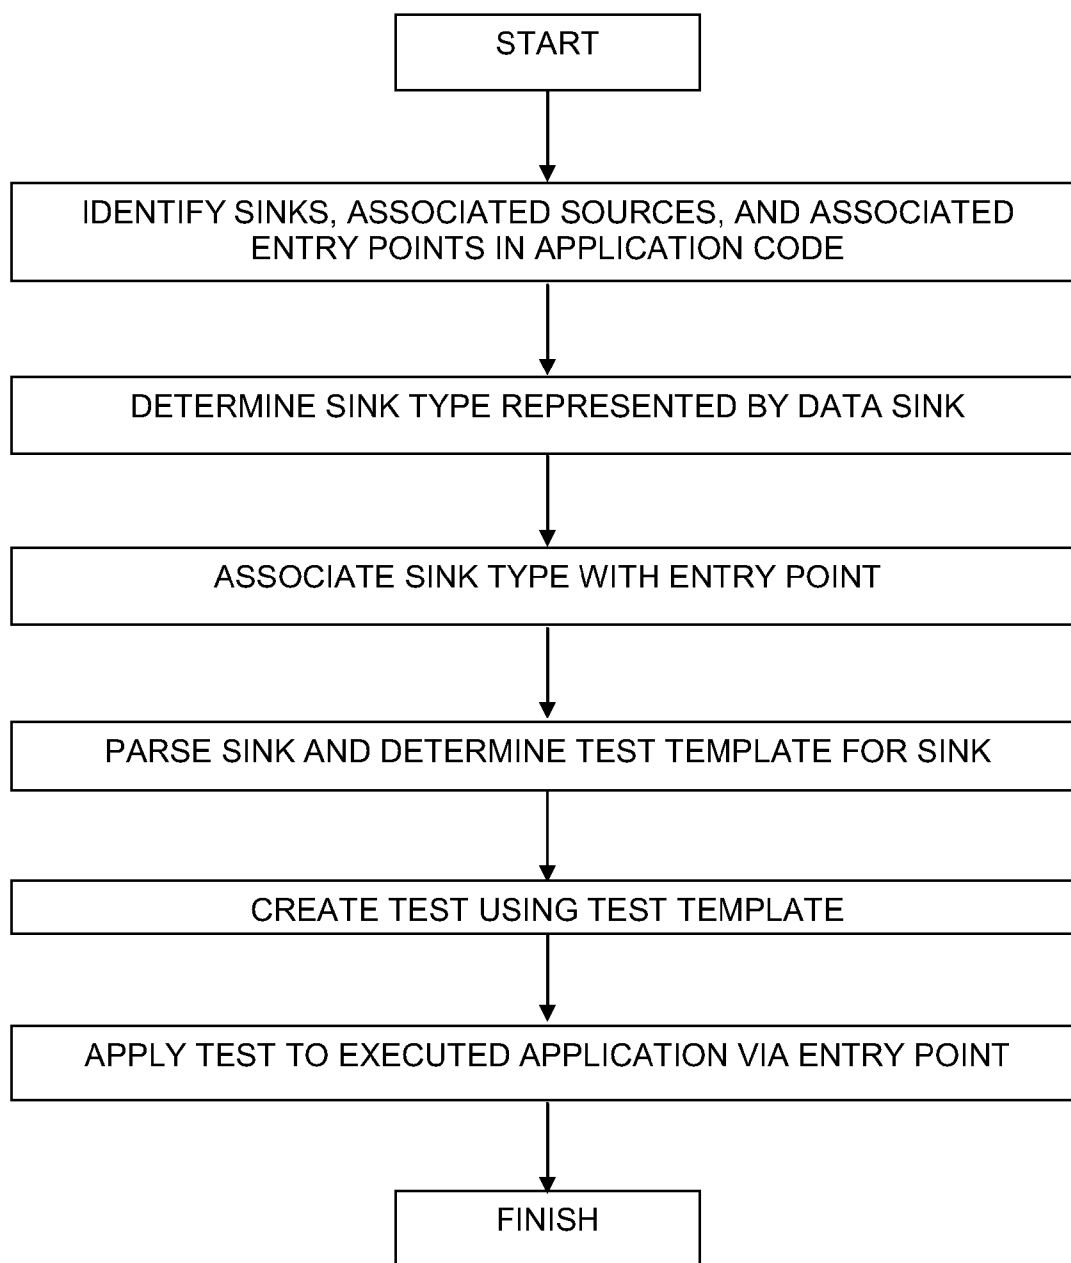 START
IDENTIFY SINKS, ASSOCIATED SOURCES, AND ASSOCIATED
ENTRY POINTS IN APPLICATION CODE
DETERMINE SINK TYPE REPRESENTED BY DATA SINK
ASSOCIATE SINK TYPE WITH ENTRY POINT
PARSE SINK AND DETERMINE TEST TEMPLATE FOR SINK
CREATE TEST USING TEST TEMPLATE
APPLY TEST TO EXECUTED APPLICATION VIA ENTRY POINT
FINISH